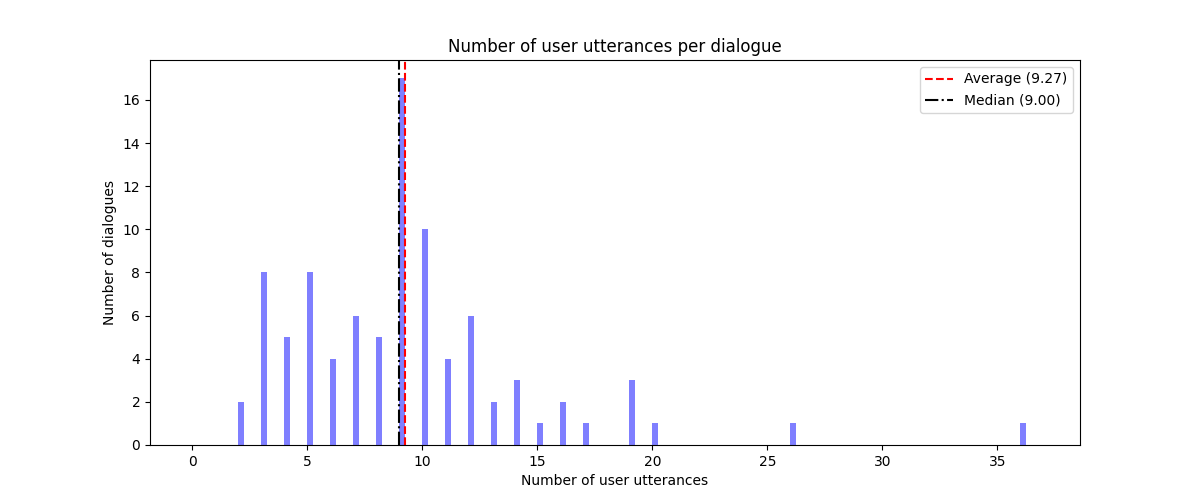 Number of user utterances per dialogue
Average (9.27)
Median (9.00)
Number of dialogues
16
14
12
10
8
6
4
2
0
0 5 10 15 20 25 30 35
Number of user utterances